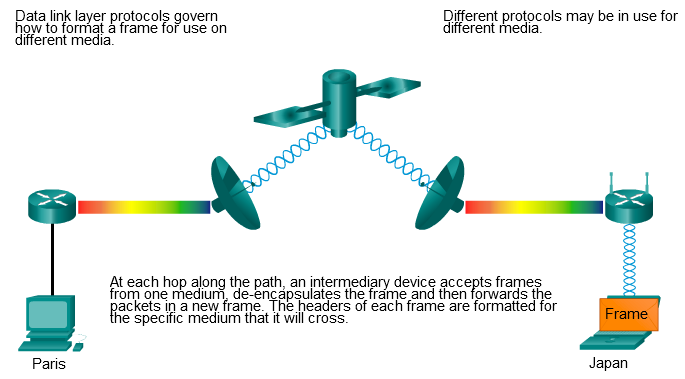 Data link layer protocols govern
how to format a frame for use on
different media.
Different protocols may be in use for
different media.
At each hop along the path, an intermediary device accepts frames
from one medium, de-encapsulates the frame and then forwards the
packets in a new frame. The headers of each frame are formatted for
the specific medium that it will cross.
Frame
Paris
Japan